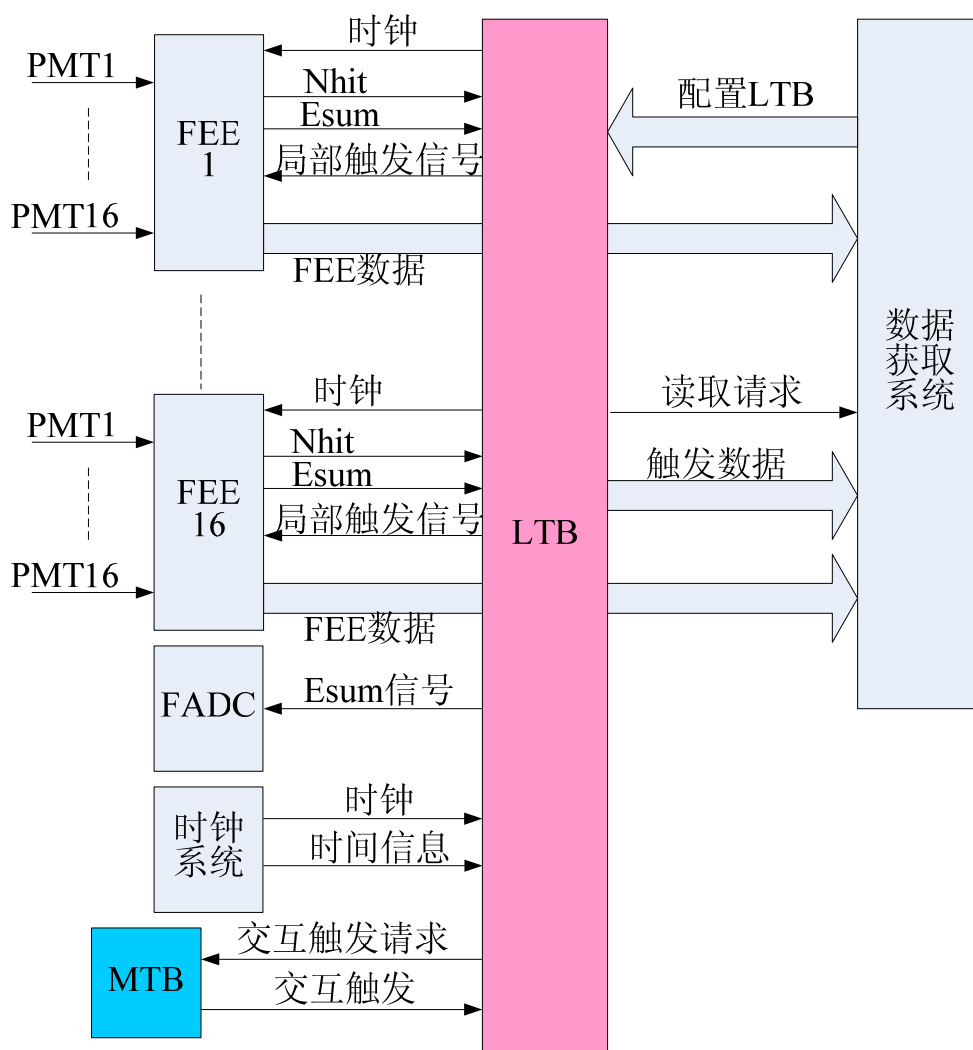 时钟
PMT1
Nhit
Esum
FEE
1
局部触发信号
PMT16
FEE数据
配置LTB
数据
获取
系统
时钟
PMT1
Nhit
Esum
FEE
16
局部触发信号
PMT16
FEE数据
LTB
读取请求
触发数据
FADC
Esum信号
时钟
系统
时钟
时间信息
MTB
交互触发请求
交互触发